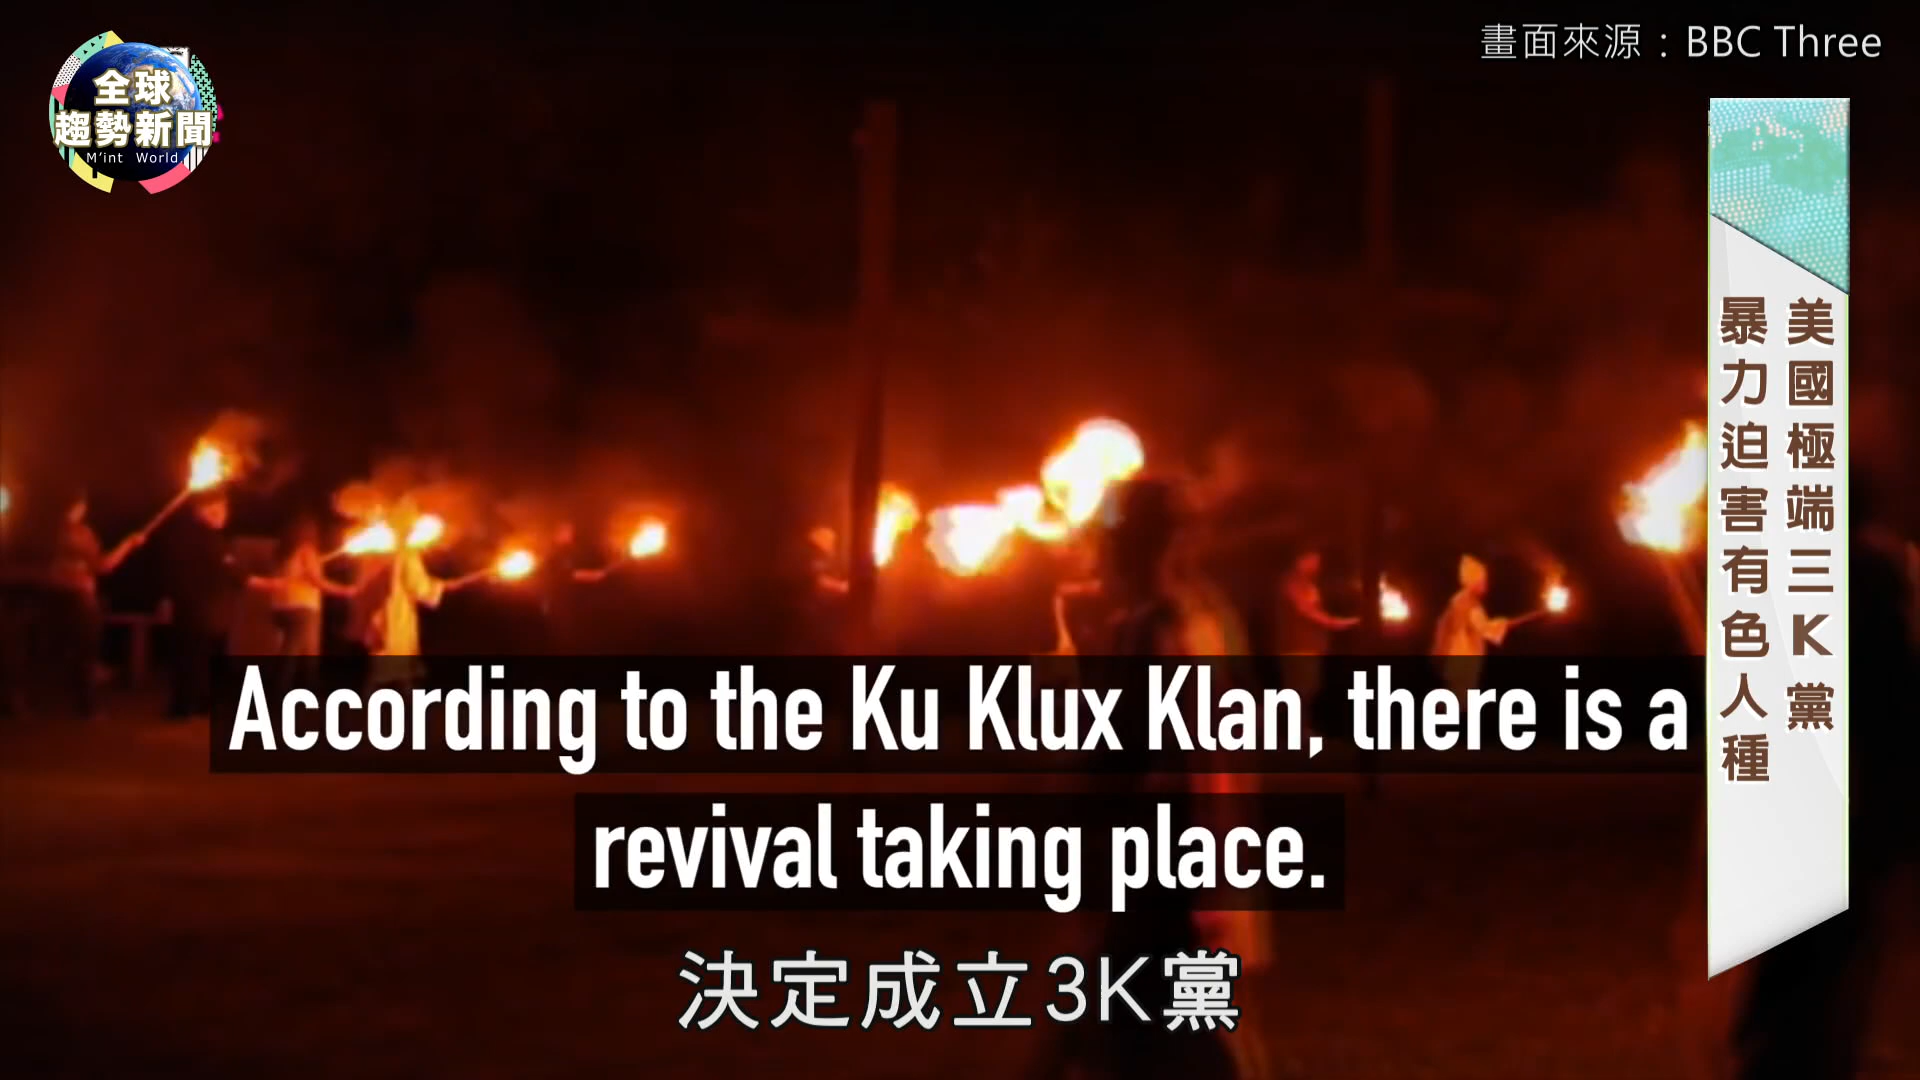 全球
趨勢新聞
M'int World
畫面來源：BBC Three
美國極端三K黨
暴力迫害有色人種
According to the Ku Klux Klan, there is a
revival taking place.
決定成立3K黨